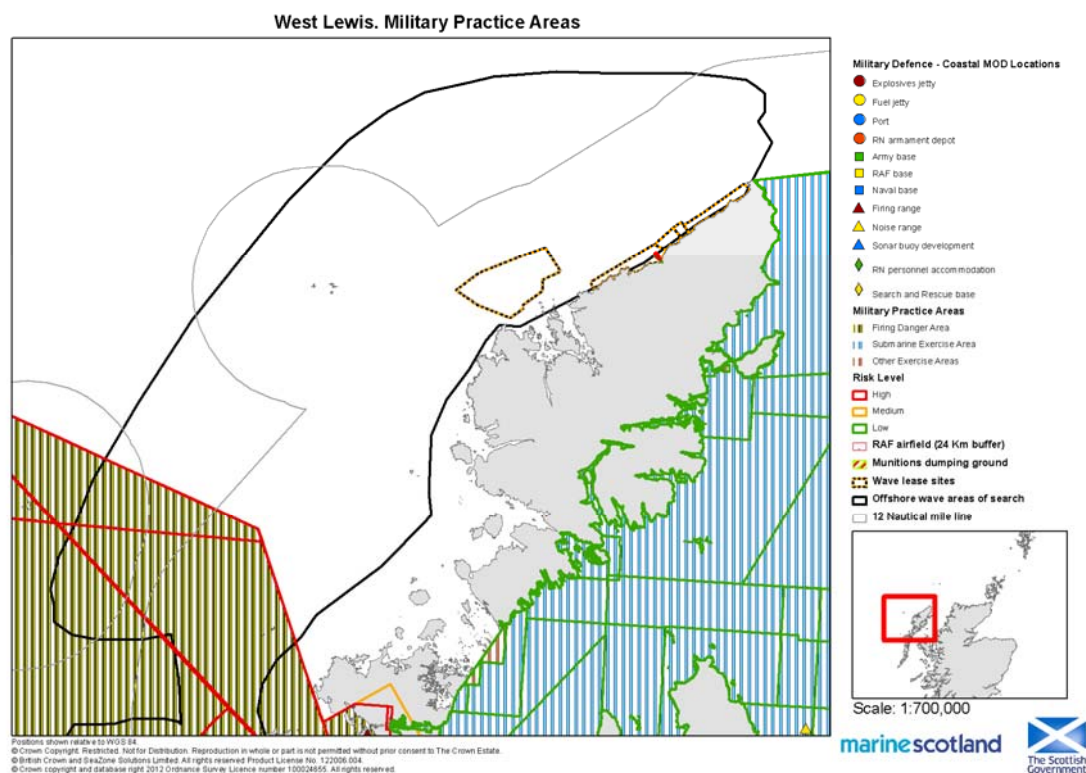 West Lewis. Military Practice Areas
Military Defence - Coastal MOD Locations
Explosives jetty
Fuel jetty
Port
RN armament depot
Army base
RAF base
Naval base
Firing range
Noise range
Sonar buoy development
RN personnel accommodation
Search and Rescue base
Military Practice Areas
Firing Danger Area
Submarine Exercise Area
Other Exercise Areas
Risk Level
High
Medium
Low
RAF airfield (24 Km buffer)
Munitions dumping ground
Wave lease sites
Offshore wave areas of search
12 Nautical mile line
Scale: 1:700,000
marinescotland
The Scottish
Government
Positions shown relative to WGS 84.
© Crown Copyright. Restricted. Not for Distribution. Reproduction in whole or part is not permitted without prior consent to The Crown Estate.
© British Crown and SeaZone Solutions Limited. All rights reserved Product License No. 122006.004.
© Crown copyright and database right 2012 Ordnance Survey Licence number 100024655. All rights reserved.